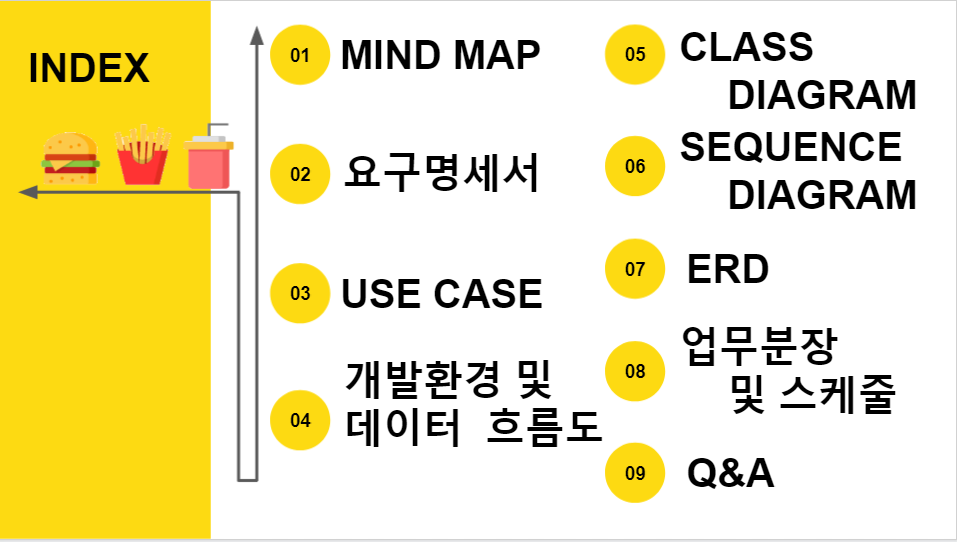 INDEX
01 MIND MAP
02 요구명세서
03 USE CASE
04 개발환경 및
데이터 흐름도
05 CLASS
DIAGRAM
06 SEQUENCE
DIAGRAM
07 ERD
08 업무분장
및 스케줄
09 Q&A